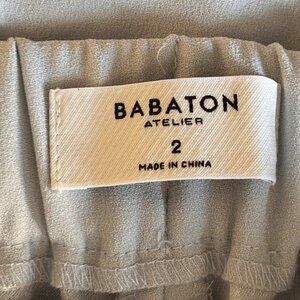 BABATON
ATELIER
2
MADE IN CHINA